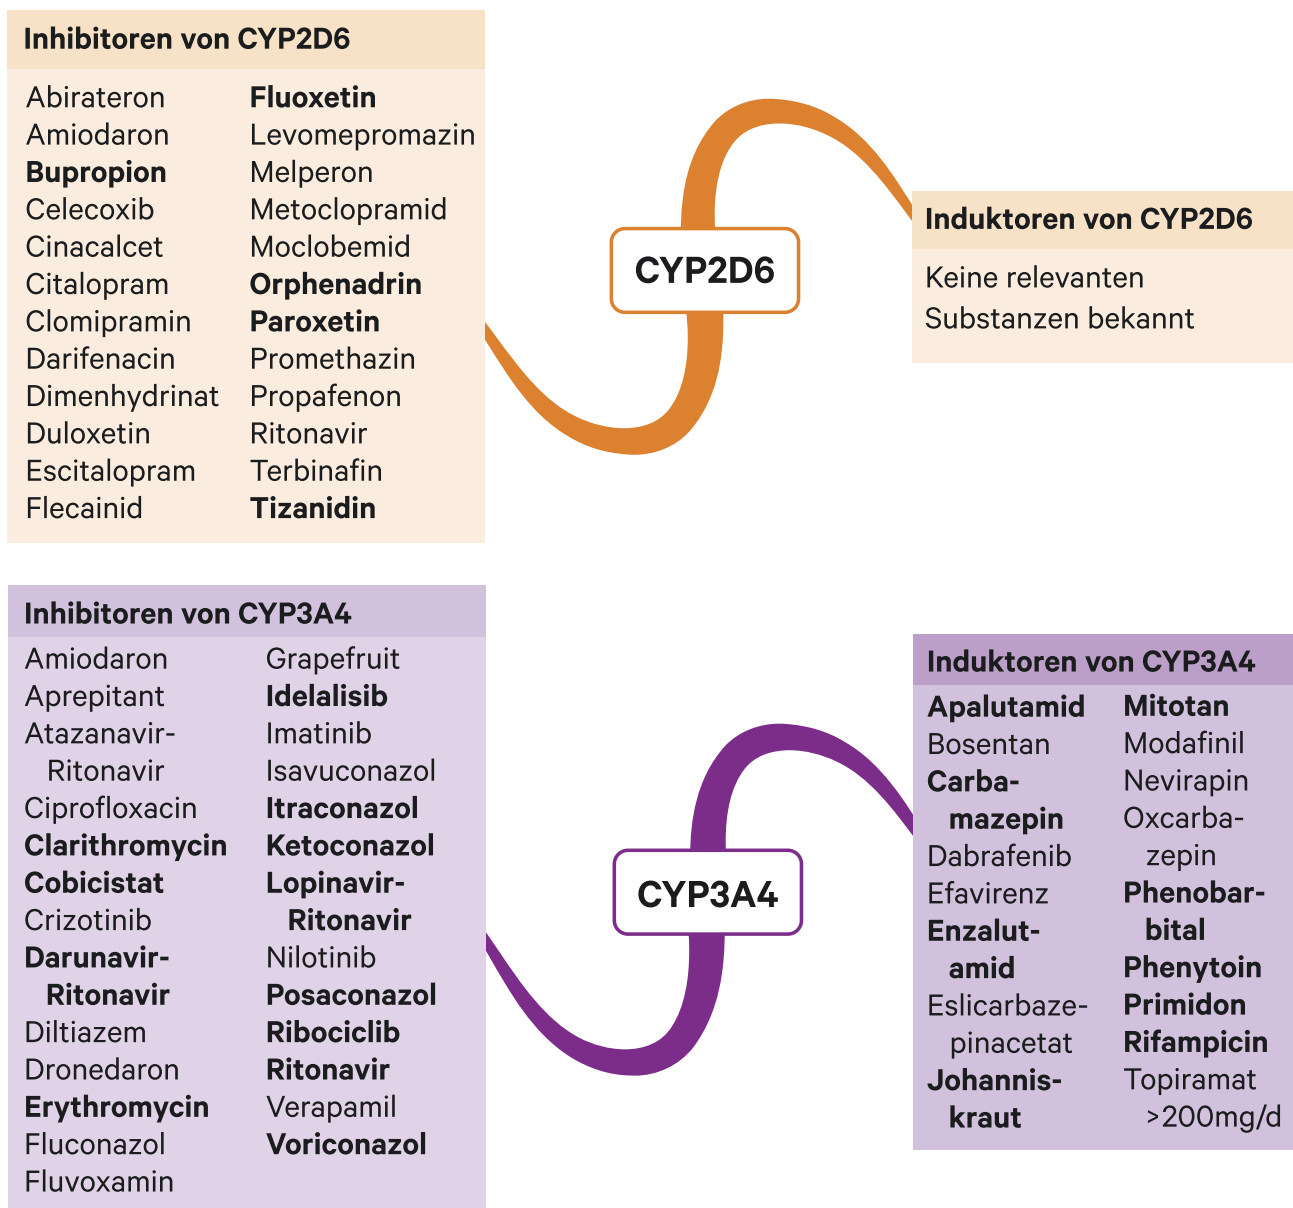 Inhibitoren von CYP2D6
Abirateron
Amiodaron
Bupropion
Celecoxib
Cinacalcet
Citalopram
Clomipramin
Darifenacin
Dimenhydrinat
Duloxetin
Escitalopram
Flecainid
Fluoxetin
Levomepromazin
Melperon
Metoclopramid
Moclobemid
Orphenadrin
Paroxetin
Promethazin
Propafenon
Ritonavir
Terbinafin
Tizanidin
CYP2D6
Induktoren von CYP2D6
Keine relevanten
Substanzen bekannt
Inhibitoren von CYP3A4
Amiodaron
Aprepitant
Atazanavir-
Ritonavir
Ciprofloxacin
Clarithromycin
Cobicistat
Crizotinib
Darunavir-
Ritonavir
Diltiazem
Dronedaron
Erythromycin
Fluconazol
Fluvoxamin
Grapefruit
Idelalisib
Imatinib
Isavuconazol
Itraconazol
Ketoconazol
Lopinavir-
Ritonavir
Nilotinib
Posaconazol
Ribociclib
Ritonavir
Verapamil
Voriconazol
CYP3A4
Induktoren von CYP3A4
Apalutamid
Bosentan
Carba-
mazepin
Dabrafenib
Efavirenz
Enzalut-
amid
Eslicarbaze-
pinacetat
Johannis-
kraut
Mitotan
Modafinil
Nevirapin
Oxcarba-
zepin
Phenobar-
bital
Phenytoin
Primidon
Rifampicin
Topiramat
>200mg/d